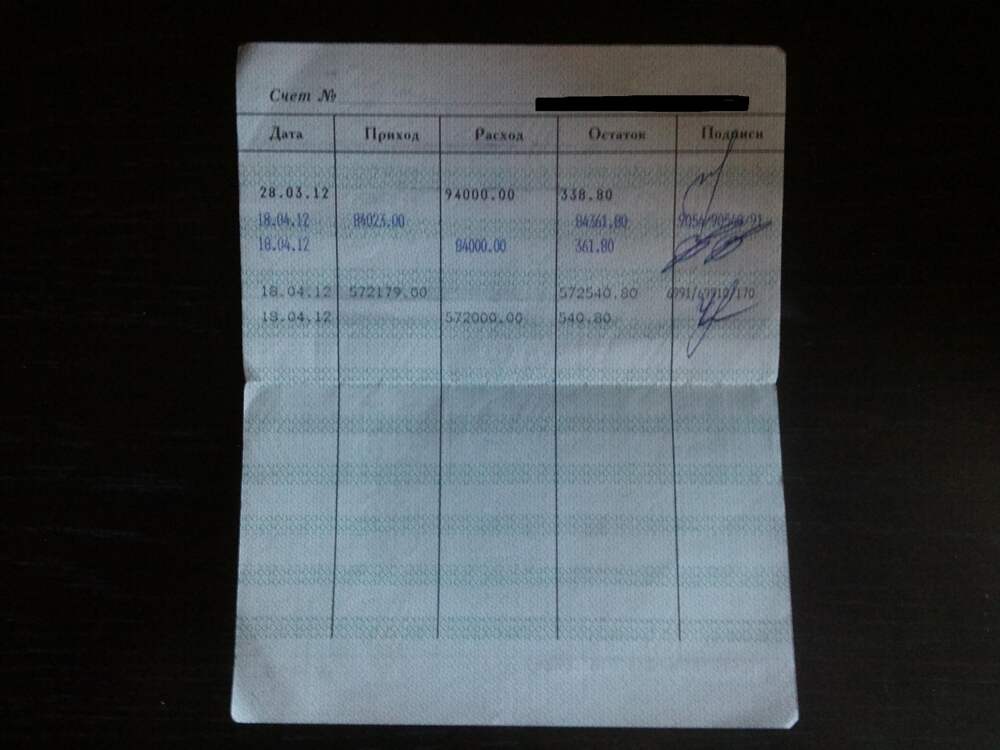 Счет №
Дата Приход Расход Остаток Подписи
28.03.12 94000.00 338.80
18.04.12 84023.00 84361.80
18.04.12 84000.00 361.80
18.04.12 572179.00 572540.80
18.04.12 572000.00 540.80